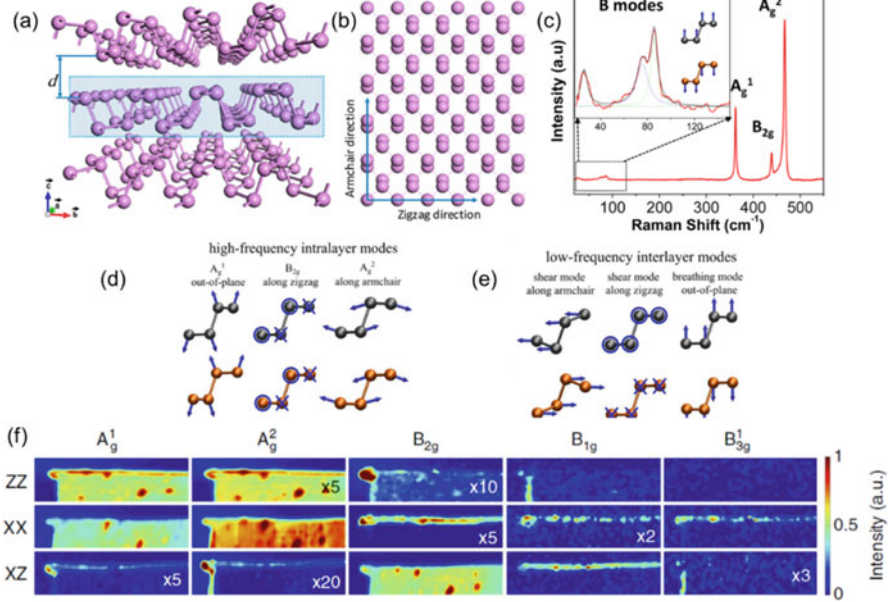 (a)
d
(b)
Armchair direction
Zigzag direction
(c)
B modes
A_g^2
A_g^1
B_2g
Intensity (a.u)
40 80 120
100 200 300 400 500
Raman Shift (cm^-1)
(d)
high-frequency intralayer modes
A_g^1 B_2g A_g^2
out-of-plane along zigzag along armchair
(e)
low-frequency interlayer modes
shear mode shear mode breathing mode
along armchair along zigzag out-of-plane
(f)
A_g^1 A_g^2 B_2g B_1g B_3g^1
ZZ x5 x10
XX x5 x2
XZ x5 x20 x3
1
0.5
0
Intensity (a.u.)